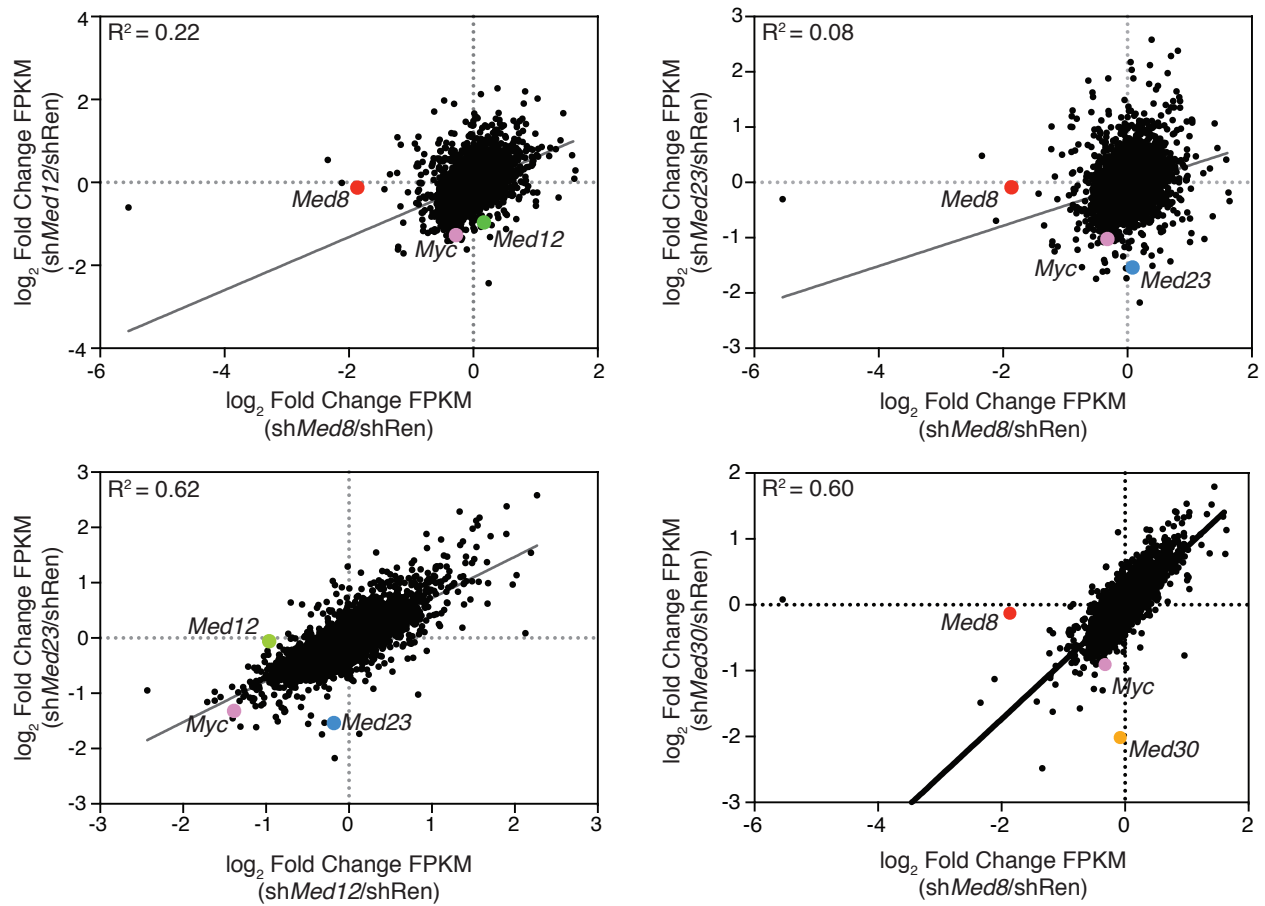 R² = 0.22
log₂ Fold Change FPKM
(shMed12/shRen)
4
2
0
-2
-4
Med8
Myc
Med12
-6
-4
-2
0
2
log₂ Fold Change FPKM
(shMed8/shRen)
R² = 0.08
log₂ Fold Change FPKM
(shMed23/shRen)
3
2
1
0
-1
-2
-3
Med8
Myc
Med23
-6
-4
-2
0
2
log₂ Fold Change FPKM
(shMed8/shRen)
R² = 0.62
log₂ Fold Change FPKM
(shMed23/shRen)
3
2
1
0
-1
-2
-3
Med12
Myc
Med23
-3
-2
-1
0
1
2
3
log₂ Fold Change FPKM
(shMed12/shRen)
R² = 0.60
log₂ Fold Change FPKM
(shMed30/shRen)
2
1
0
-1
-2
-3
Med8
Myc
Med30
-6
-4
-2
0
2
log₂ Fold Change FPKM
(shMed8/shRen)